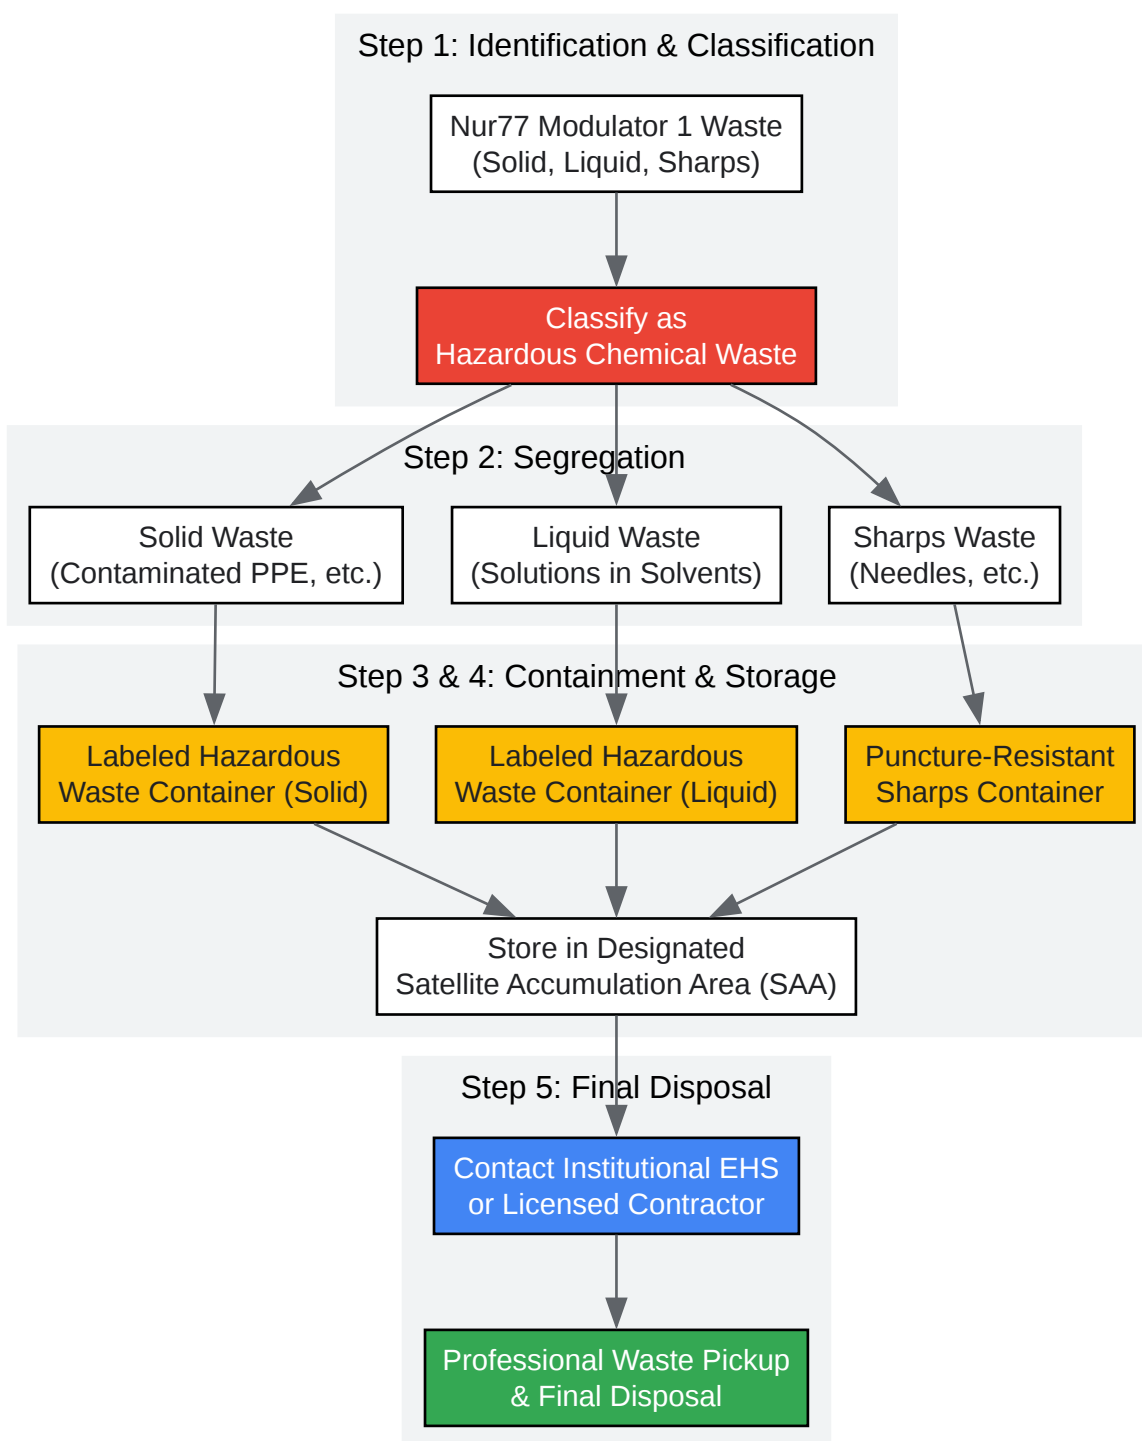 Step 1: Identification & Classification
Nur77 Modulator 1 Waste
(Solid, Liquid, Sharps)
Classify as
Hazardous Chemical Waste
Step 2: Segregation
Solid Waste
(Contaminated PPE, etc.)
Liquid Waste
(Solutions in Solvents)
Sharps Waste
(Needles, etc.)
Step 3 & 4: Containment & Storage
Labeled Hazardous
Waste Container (Solid)
Labeled Hazardous
Waste Container (Liquid)
Puncture-Resistant
Sharps Container
Store in Designated
Satellite Accumulation Area (SAA)
Step 5: Final Disposal
Contact Institutional EHS
or Licensed Contractor
Professional Waste Pickup
& Final Disposal